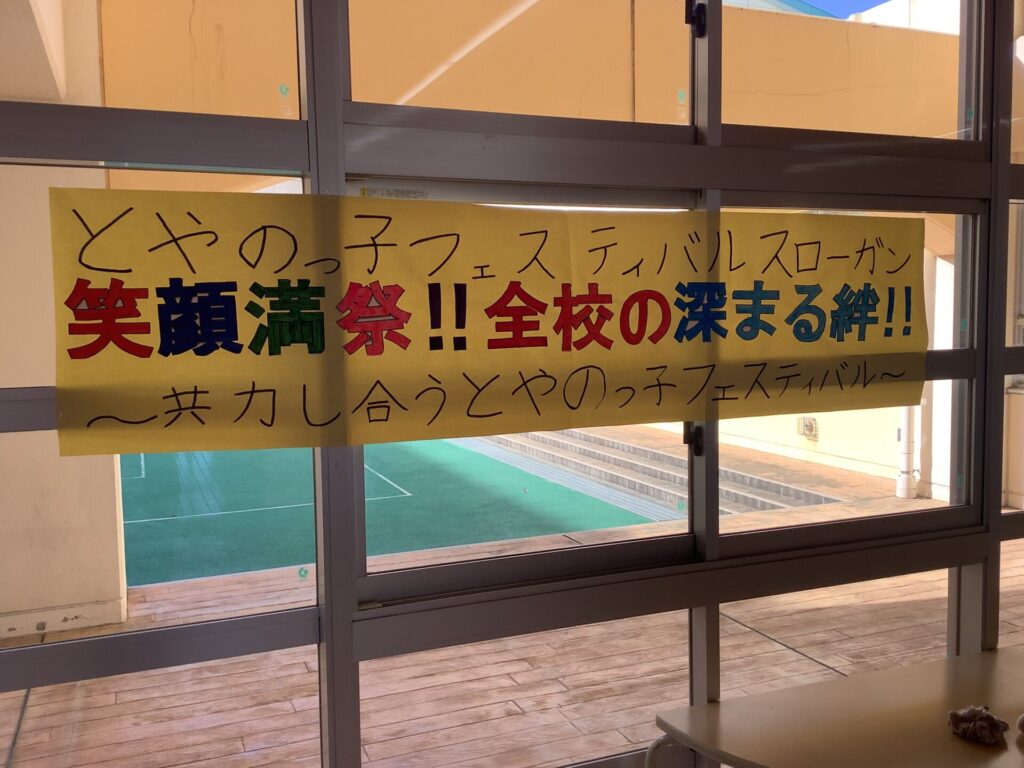 とやのっ子フェスティバルスローガン
笑顔満祭!!全校の深まる絆!!
～共力し合うとやのっ子フェスティバル～